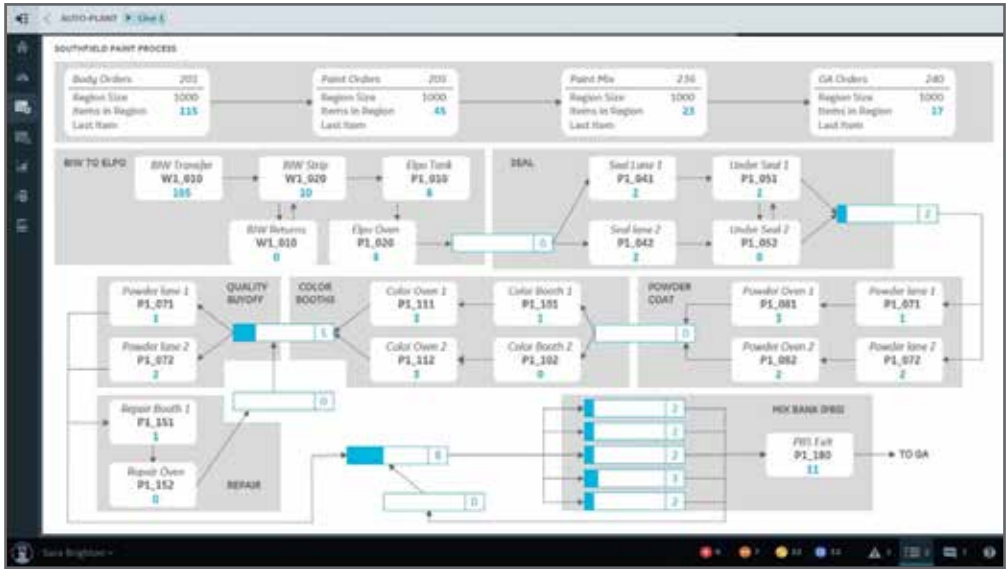 AUTO-PLANT Line 1
SOUTHFIELD PAINT PROCESS
Body Orders 201
Region Size 1000
Items in Region 115
Last Item
Paint Orders 205
Region Size 1000
Items in Region 45
Last Item
Paint Mix 236
Region Size 1000
Items in Region 23
Last Item
GA Orders 240
Region Size 1000
Items in Region 17
Last Item
BIW TO ELPO
BIW Transfer
W1_010
105
BIW Strip
W1_020
10
Elpo Tank
P1_010
6
BIW Returns
W1_010
0
Elpo Oven
P1_020
0
SEAL
Seal Lane 1
P1_041
2
Under Seal 1
P1_051
2
2
Seal lane 2
P1_042
2
Under Seal 2
P1_052
0
Powder lane 1
P1_071
QUALITY
BUYOFF
COLOR
BOOTHS
Color Oven 1
P1_111
3
Color Booth 1
P1_101
1
POWDER
COAT
Powder Oven 1
P1_081
3
Powder lane 1
P1_071
1
5
0
Powder lane 2
P1_072
2
Color Oven 2
P1_112
3
Color Booth 2
P1_102
0
Powder Oven 2
P1_082
2
Powder lane 2
P1_072
2
0
Repair Booth 1
P1_151
1
Repair Oven
P1_152
0
REPAIR
8
0
2
2
2
3
2
MIX BANK (PBS)
PBS Exit
P1_180
11
TO GA
Sara Brighton